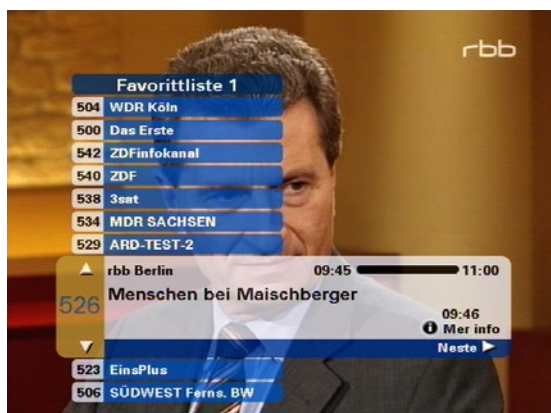 rbb
Favorittliste 1
504 WDR Köln
500 Das Erste
542 ZDFinfokanal
540 ZDF
538 3sat
534 MDR SACHSEN
529 ARD-TEST-2
rbb Berlin 09:45 11:00
526 Menschen bei Maischberger
09:46
Mer info
Neste
523 EinsPlus
506 SÜDWEST Ferns. BW